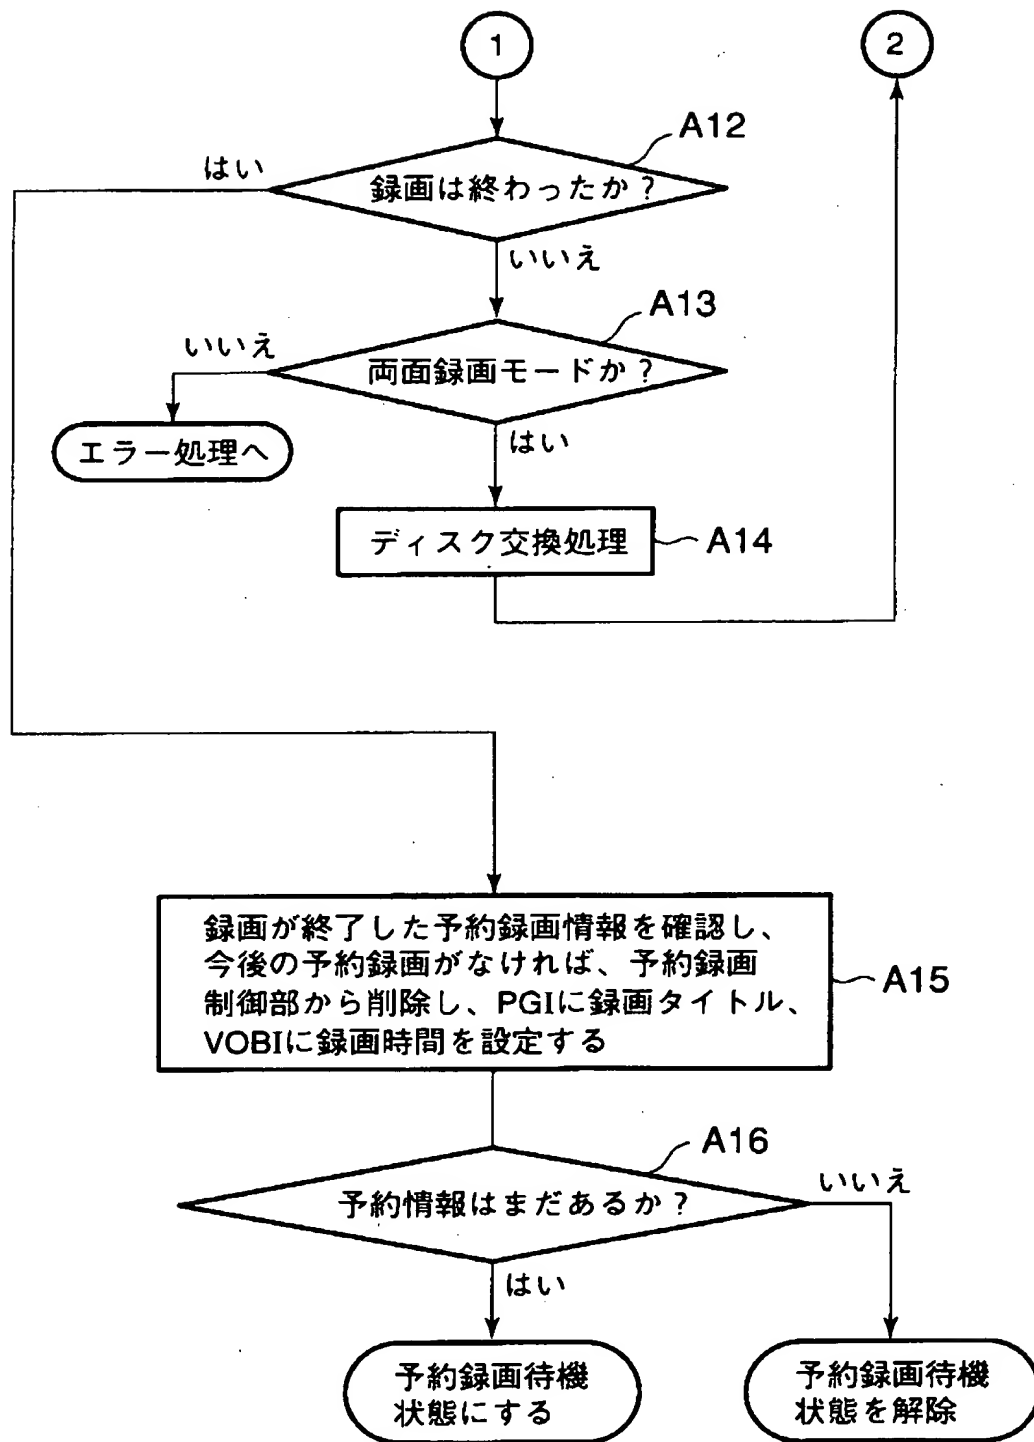 1
2
A12
はい
録画は終わったか？
いいえ
A13
いいえ
両面録画モードか？
エラー処理へ
はい
ディスク交換処理
A14
録画が終了した予約録画情報を確認し、
今後の予約録画がなければ、予約録画
制御部から削除し、PGIに録画タイトル、
VOBIに録画時間を設定する
A15
A16
いいえ
予約情報はまだあるか？
はい
予約録画待機
状態にする
予約録画待機
状態を解除